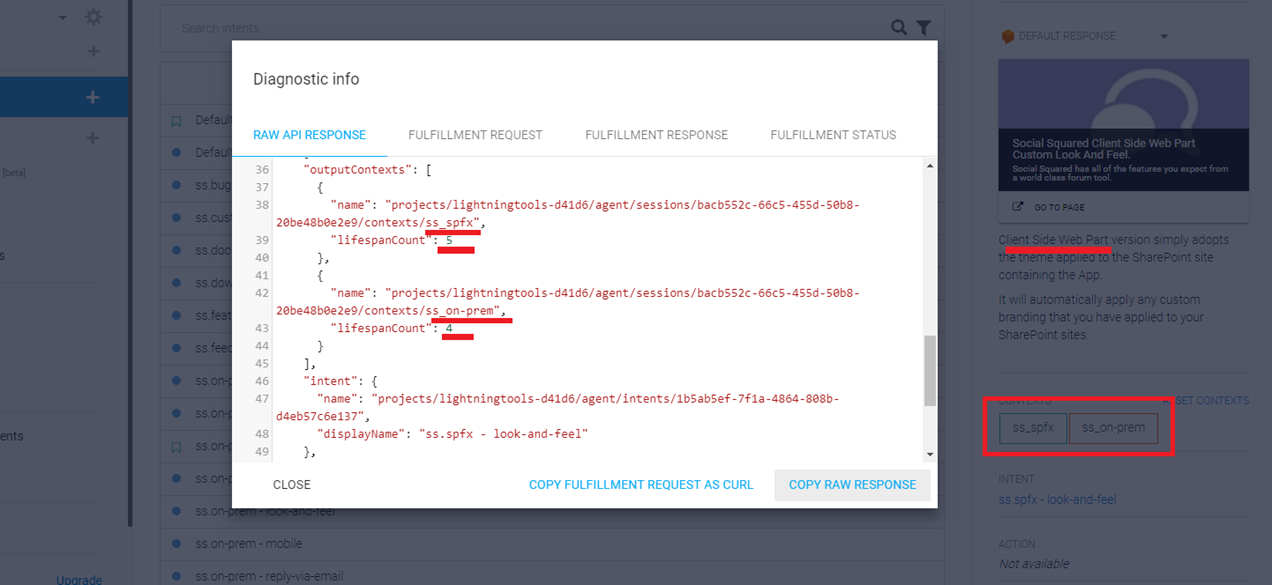 Search intents
DEFAULT RESPONSE
Diagnostic info
RAW API RESPONSE
FULFILLMENT REQUEST
FULFILLMENT RESPONSE
FULFILLMENT STATUS
36 "outputContexts": [
37 {
38 "name": "projects/lightningtools-d41d6/agent/sessions/bacb552c-66c5-455d-50b8-
20be48b0e2e9/contexts/ss_spfx",
39 "lifespanCount": 5
40 },
41 {
42 "name": "projects/lightningtools-d41d6/agent/sessions/bacb552c-66c5-455d-50b8-
20be48b0e2e9/contexts/ss_on-prem",
43 "lifespanCount": 4
44 }
45 ],
46 "intent": {
47 "name": "projects/lightningtools-d41d6/agent/intents/1b5ab5ef-7f1a-4864-808b-
d4eb57c6e137",
48 "displayName": "ss.spfx - look-and-feel"
49 },
CLOSE
COPY FULFILLMENT REQUEST AS CURL
COPY RAW RESPONSE
[beta]
s
ents
Upgrade
Defaul
Defaul
ss.bug
ss.cus
ss.doc
ss.dow
ss.feat
ss.feed
ss.on-p
ss.on-p
ss.on-p
ss.on-p
ss.on-prem - look-and-feel
ss.on-prem - mobile
ss.on-prem - reply-via-email
Social Squared Client Side Web Part
Custom Look And Feel.
Social Squared has all of the features you expect from
a world class forum tool.
GO TO PAGE
Client Side Web Part version simply adopts
the theme applied to the SharePoint site
containing the App.
It will automatically apply any custom
branding that you have applied to your
SharePoint sites.
CONTEXTS
SET CONTEXTS
ss_spfx
ss_on-prem
INTENT
ss.spfx - look-and-feel
ACTION
Not available